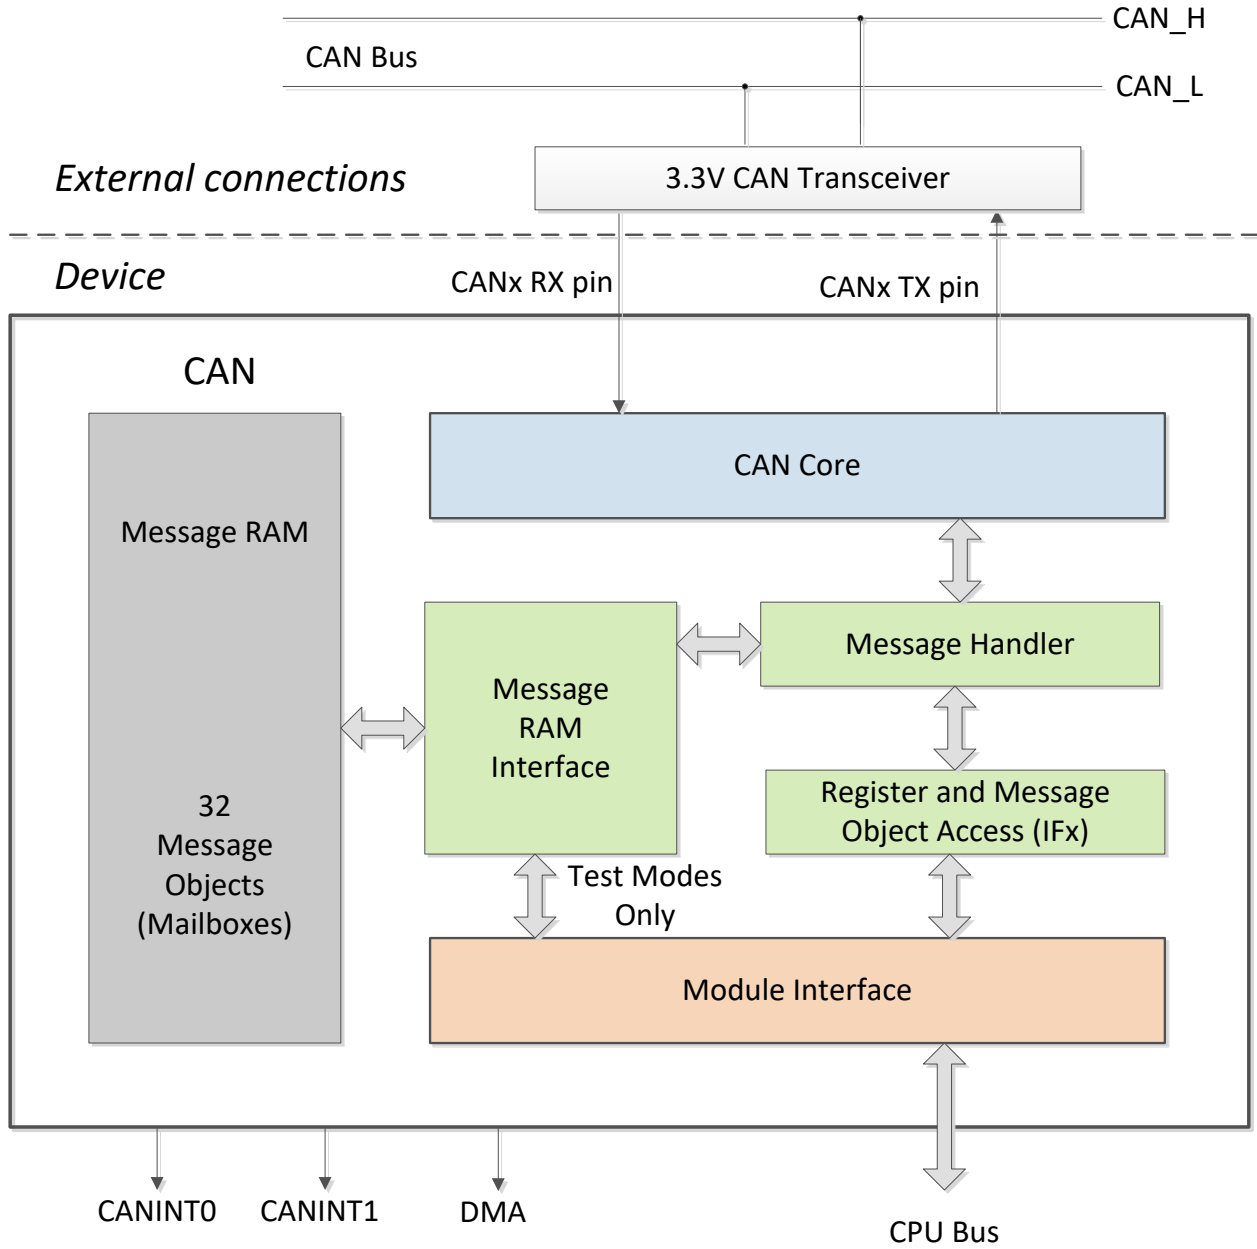 CAN_H
CAN Bus
CAN_L
External connections
3.3V CAN Transceiver
Device
CANx RX pin
CANx TX pin
CAN
CAN Core
Message RAM
Message Handler
Message
RAM
Interface
32
Message
Objects
(Mailboxes)
Register and Message
Object Access (IFx)
Test Modes
Only
Module Interface
CANINT0
CANINT1
DMA
CPU Bus